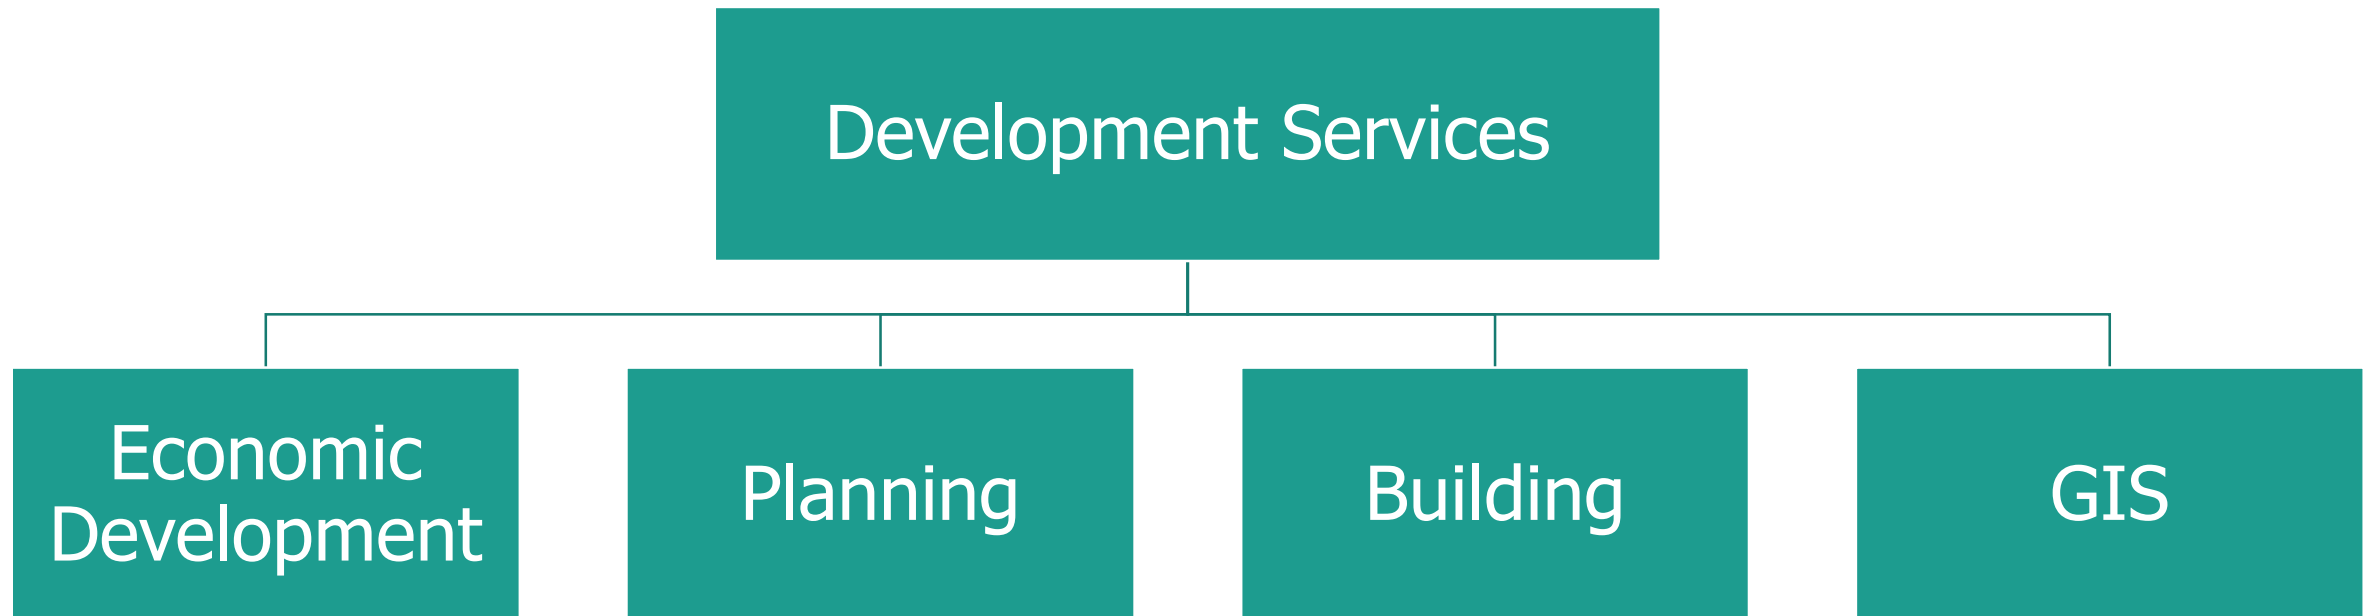 Development Services
Economic
Development
Planning
Building
GIS